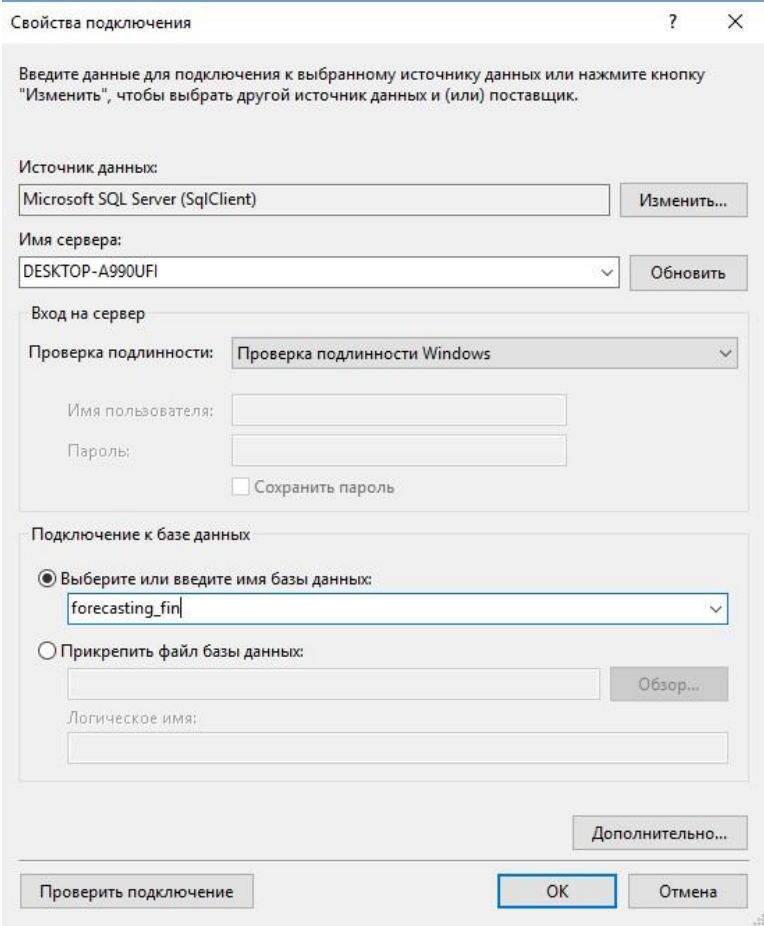 Свойства подключения
?
Введите данные для подключения к выбранному источнику данных или нажмите кнопку
"Изменить", чтобы выбрать другой источник данных и (или) поставщик.
Источник данных:
Microsoft SQL Server (SqlClient)
Изменить...
Имя сервера:
DESKTOP-A990UFI
Обновить
Вход на сервер
Проверка подлинности:
Проверка подлинности Windows
Имя пользователя:
Пароль:
Сохранить пароль
Подключение к базе данных
Выберите или введите имя базы данных:
forecasting_fin
Прикрепить файл базы данных:
Обзор...
Логическое имя:
Дополнительно...
Проверить подключение
ОК
Отмена